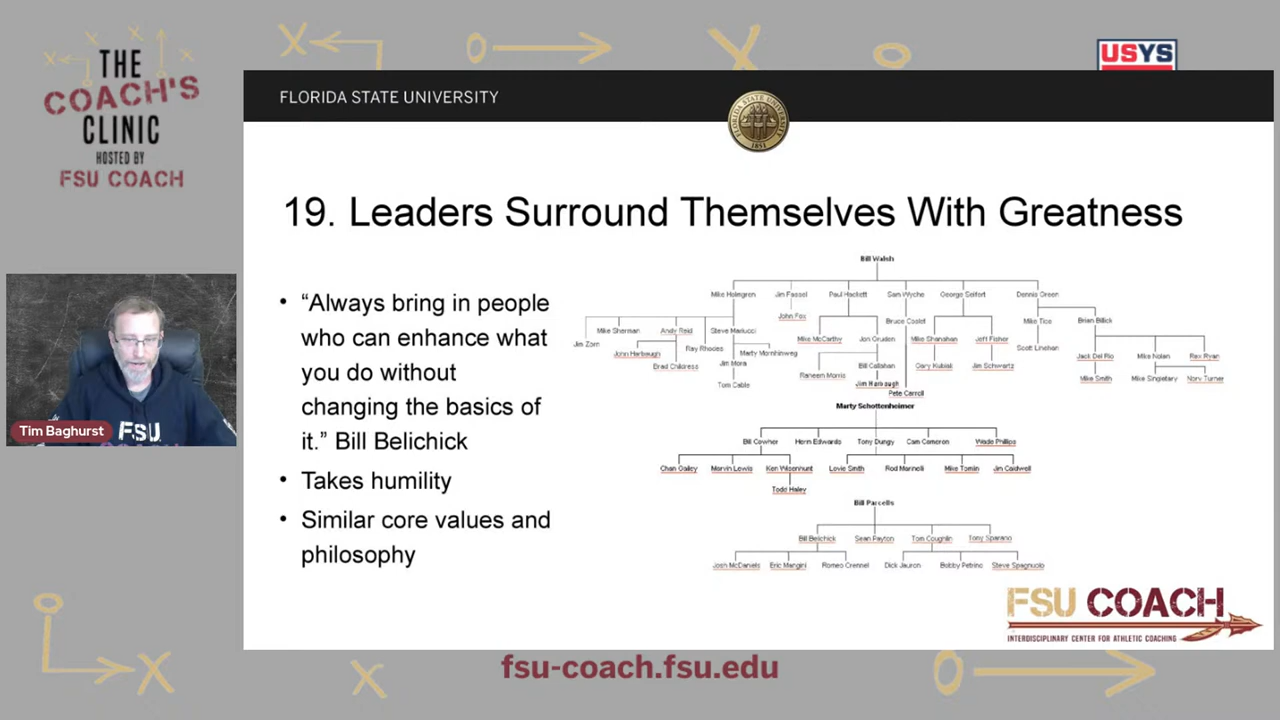 THE
COACH'S
CLINIC
HOSTED BY
FSU COACH
USYS
FLORIDA STATE UNIVERSITY
FLORIDA STATE UNIVERSITY
1851
19. Leaders Surround Themselves With Greatness
• “Always bring in people
who can enhance what
you do without
changing the basics of
it.” Bill Belichick
• Takes humility
• Similar core values and
philosophy
Bill Walsh
Mike Holmgren Jim Fassel Paul Hackett Sam Wyche George Seifert Dennis Green
John Fox Bruce Coslet Mike Tice Brian Billick
Mike Sherman Andy Reid Steve Mariucci
Jim Zorn Ray Rhodes Mike McCarthy Jon Gruden Mike Shanahan Jeff Fisher Scott Linehan
John Harbaugh Marty Mornhinweg Jack Del Rio Mike Nolan Rex Ryan
Brad Childress Jim Mora Bill Callahan Gary Kubiak Jim Schwartz
Raheem Morris
Tom Cable Jim Harbaugh Mike Smith Mike Singletary Norv Turner
Pete Carroll
Marty Schottenheimer
Bill Cowher Herm Edwards Tony Dungy Cam Cameron Wade Phillips
Chan Gailey Marvin Lewis Ken Wisenhunt Lovie Smith Rod Marinelli Mike Tomlin Jim Caldwell
Todd Haley
Bill Parcells
Bill Belichick Sean Payton Tom Coughlin Tony Sparano
Josh McDaniels Eric Mangini Romeo Crennel Dick Jauron Bobby Petrino Steve Spagnuolo
Tim Baghurst
FSU
FSU COACH
INTERDISCIPLINARY CENTER FOR ATHLETIC COACHING
fsu-coach.fsu.edu